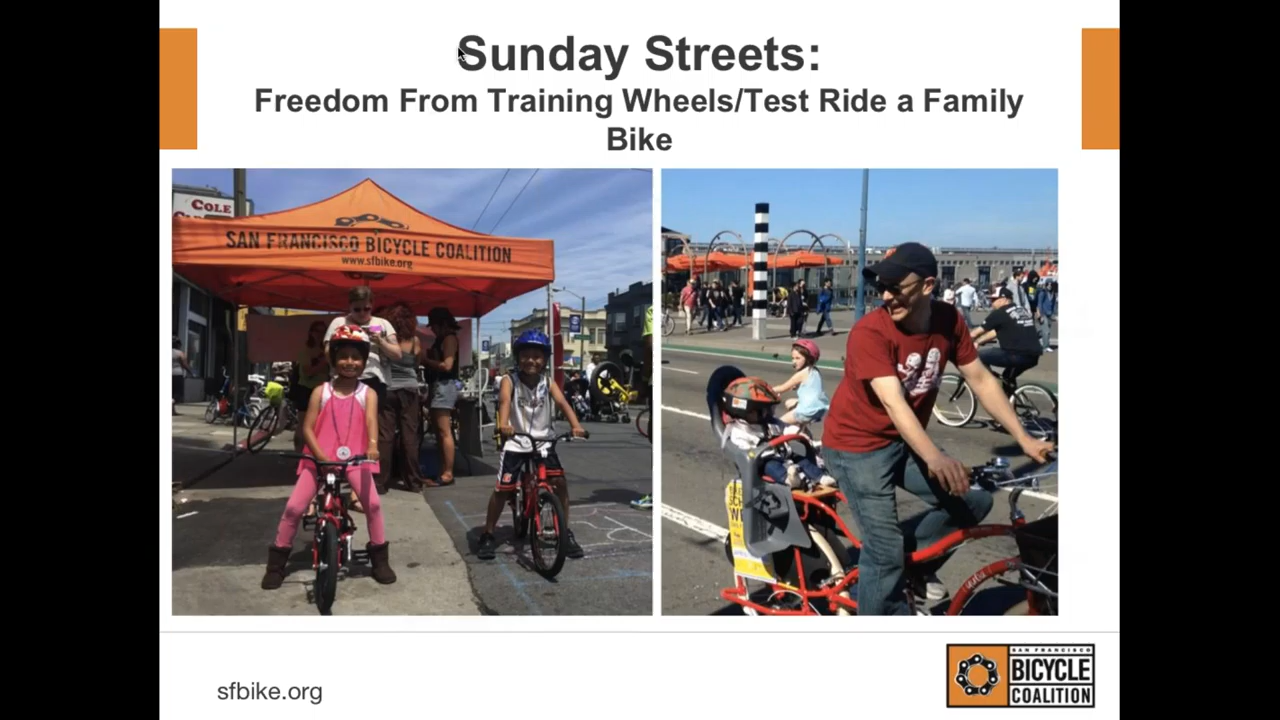 Sunday Streets:
Freedom From Training Wheels/Test Ride a Family
Bike
COLE
SAN FRANCISCO BICYCLE COALITION
www.sfbike.org
sfbike.org
SAN FRANCISCO
BICYCLE
COALITION